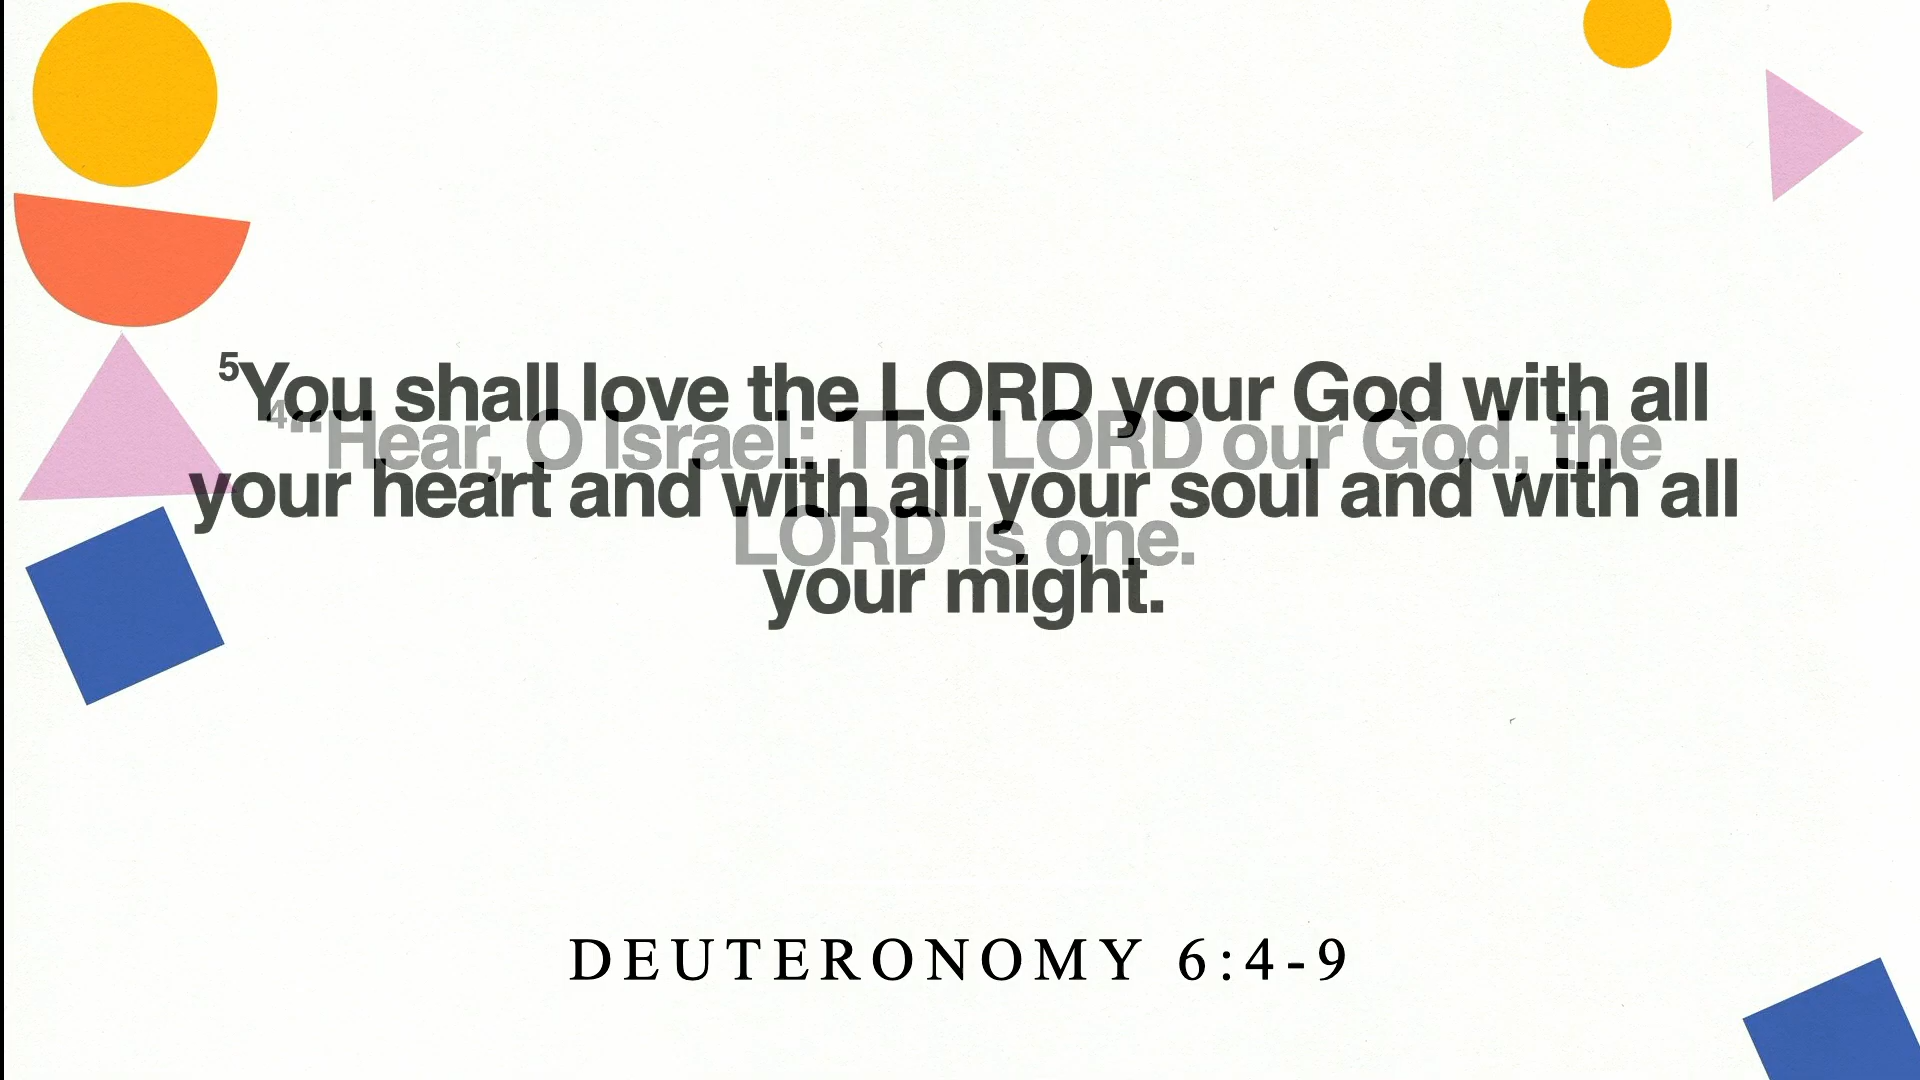 ⁴"Hear, O Israel: The LORD our God, the
LORD is one.
⁵You shall love the LORD your God with all
your heart and with all your soul and with all
your might.
DEUTERONOMY 6:4-9